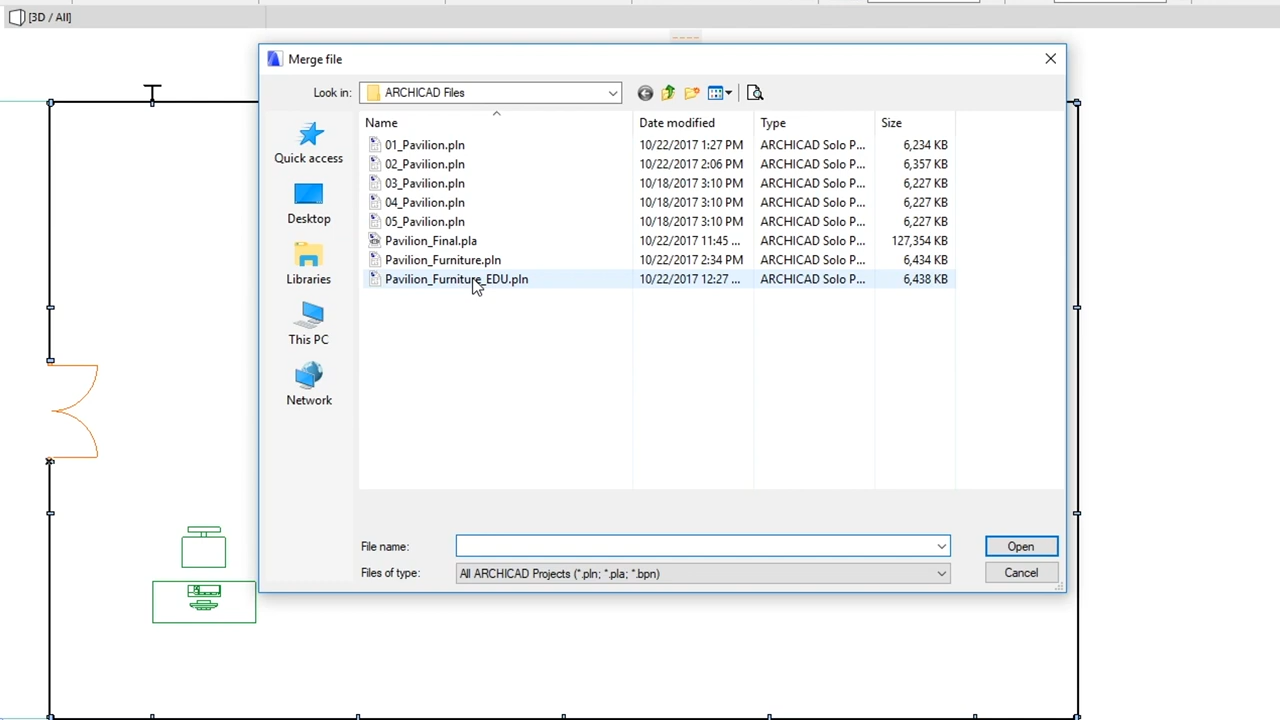 [3D / All]
Merge file
Look in: ARCHICAD Files
Name Date modified Type Size
01_Pavilion.pln 10/22/2017 1:27 PM ARCHICAD Solo P... 6,234 KB
02_Pavilion.pln 10/22/2017 2:06 PM ARCHICAD Solo P... 6,357 KB
03_Pavilion.pln 10/18/2017 3:10 PM ARCHICAD Solo P... 6,227 KB
04_Pavilion.pln 10/18/2017 3:10 PM ARCHICAD Solo P... 6,227 KB
05_Pavilion.pln 10/18/2017 3:10 PM ARCHICAD Solo P... 6,227 KB
Pavilion_Final.pla 10/22/2017 11:45 ... ARCHICAD Solo P... 127,354 KB
Pavilion_Furniture.pln 10/22/2017 2:34 PM ARCHICAD Solo P... 6,434 KB
Pavilion_Furniture_EDU.pln 10/22/2017 12:27 ... ARCHICAD Solo P... 6,438 KB
Quick access
Desktop
Libraries
This PC
Network
File name: Open
Files of type: All ARCHICAD Projects (*.pln; *.pla; *.bpn) Cancel